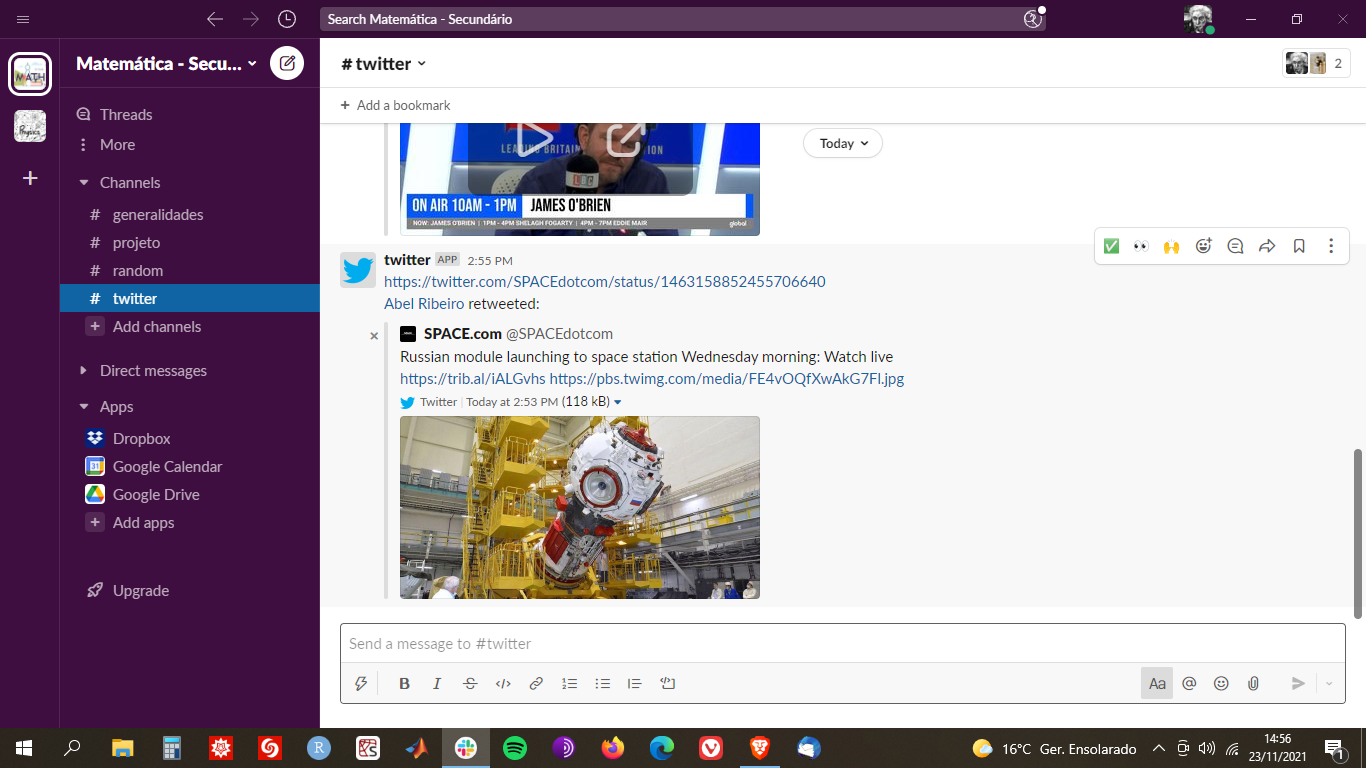 Search Matemática - Secundário
MATH
Matemática - Secu...
# twitter
2
Physics
Threads
More
Add a bookmark
Channels
# generalidades
# projeto
# random
# twitter
Add channels
Direct messages
Apps
Dropbox
31
Google Calendar
Google Drive
Add apps
Upgrade
Today
LEADING BRITAIN
LBC
ON AIR 10AM - 1PM JAMES O'BRIEN
NOW: JAMES O'BRIEN | 1PM - 4PM SHELAGH FOGARTY | 4PM - 7PM EDDIE MAIR
global
twitter APP 2:55 PM
https://twitter.com/SPACEdotcom/status/1463158852455706640
Abel Ribeiro retweeted:
SPACE.com @SPACEdotcom
Russian module launching to space station Wednesday morning: Watch live
https://trib.al/iALGvhs https://pbs.twimg.com/media/FE4vOQfXwAkG7Fl.jpg
Twitter | Today at 2:53 PM (118 kB)
Send a message to #twitter
B I S </>
Aa @
R
16°C Ger. Ensolarado
14:56
23/11/2021
1